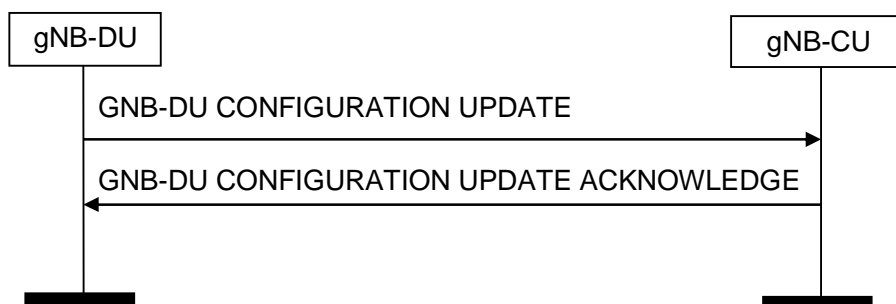 gNB-DU
gNB-CU
GNB-DU CONFIGURATION UPDATE
GNB-DU CONFIGURATION UPDATE ACKNOWLEDGE